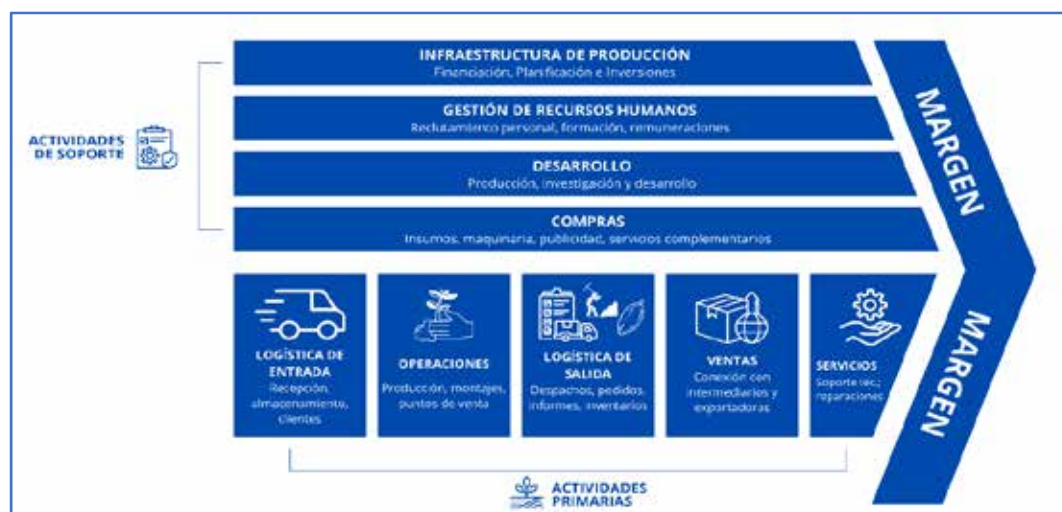 INFRAESTRUCTURA DE PRODUCCIÓN
Financiación, Planificación e Inversiones
GESTIÓN DE RECURSOS HUMANOS
Reclutamiento personal, formación, remuneraciones
ACTIVIDADES
DE SOPORTE
DESARROLLO
Producción, investigación y desarrollo
COMPRAS
Insumos, maquinaria, publicidad, servicios complementarios
MARGEN
LOGÍSTICA DE
ENTRADA
Recepción,
almacenamiento,
clientes
OPERACIONES
Producción, montajes,
puntos de venta
LOGÍSTICA DE
SALIDA
Despachos, pedidos,
informes, inventarios
VENTAS
Conexión con
intermediarios y
exportadoras
SERVICIOS
Soporte tec.;
reparaciones
MARGEN
ACTIVIDADES
PRIMARIAS